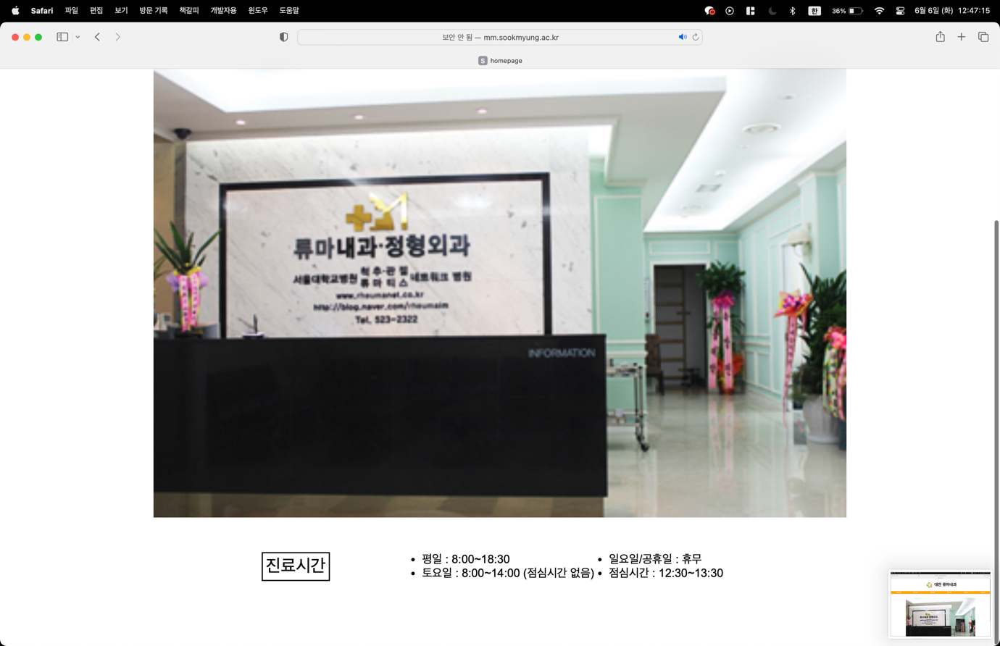 Safari 파일 편집 보기 방문 기록 책갈피 개발자용 윈도우 도움말 한 36% 6월 6일 (화) 12:47:15
보안 안 됨 — mm.sookmyung.ac.kr
S homepage
류마내과·정형외과
서울대학교병원 척추·관절 류마티스 네트워크 병원
www.rheumanet.co.kr
http://blog.naver.com/rheumaim
Tel. 523-2322
INFORMATION
진료시간
• 평일 : 8:00~18:30
• 토요일 : 8:00~14:00 (점심시간 없음)
• 일요일/공휴일 : 휴무
• 점심시간 : 12:30~13:30
대전 류마내과